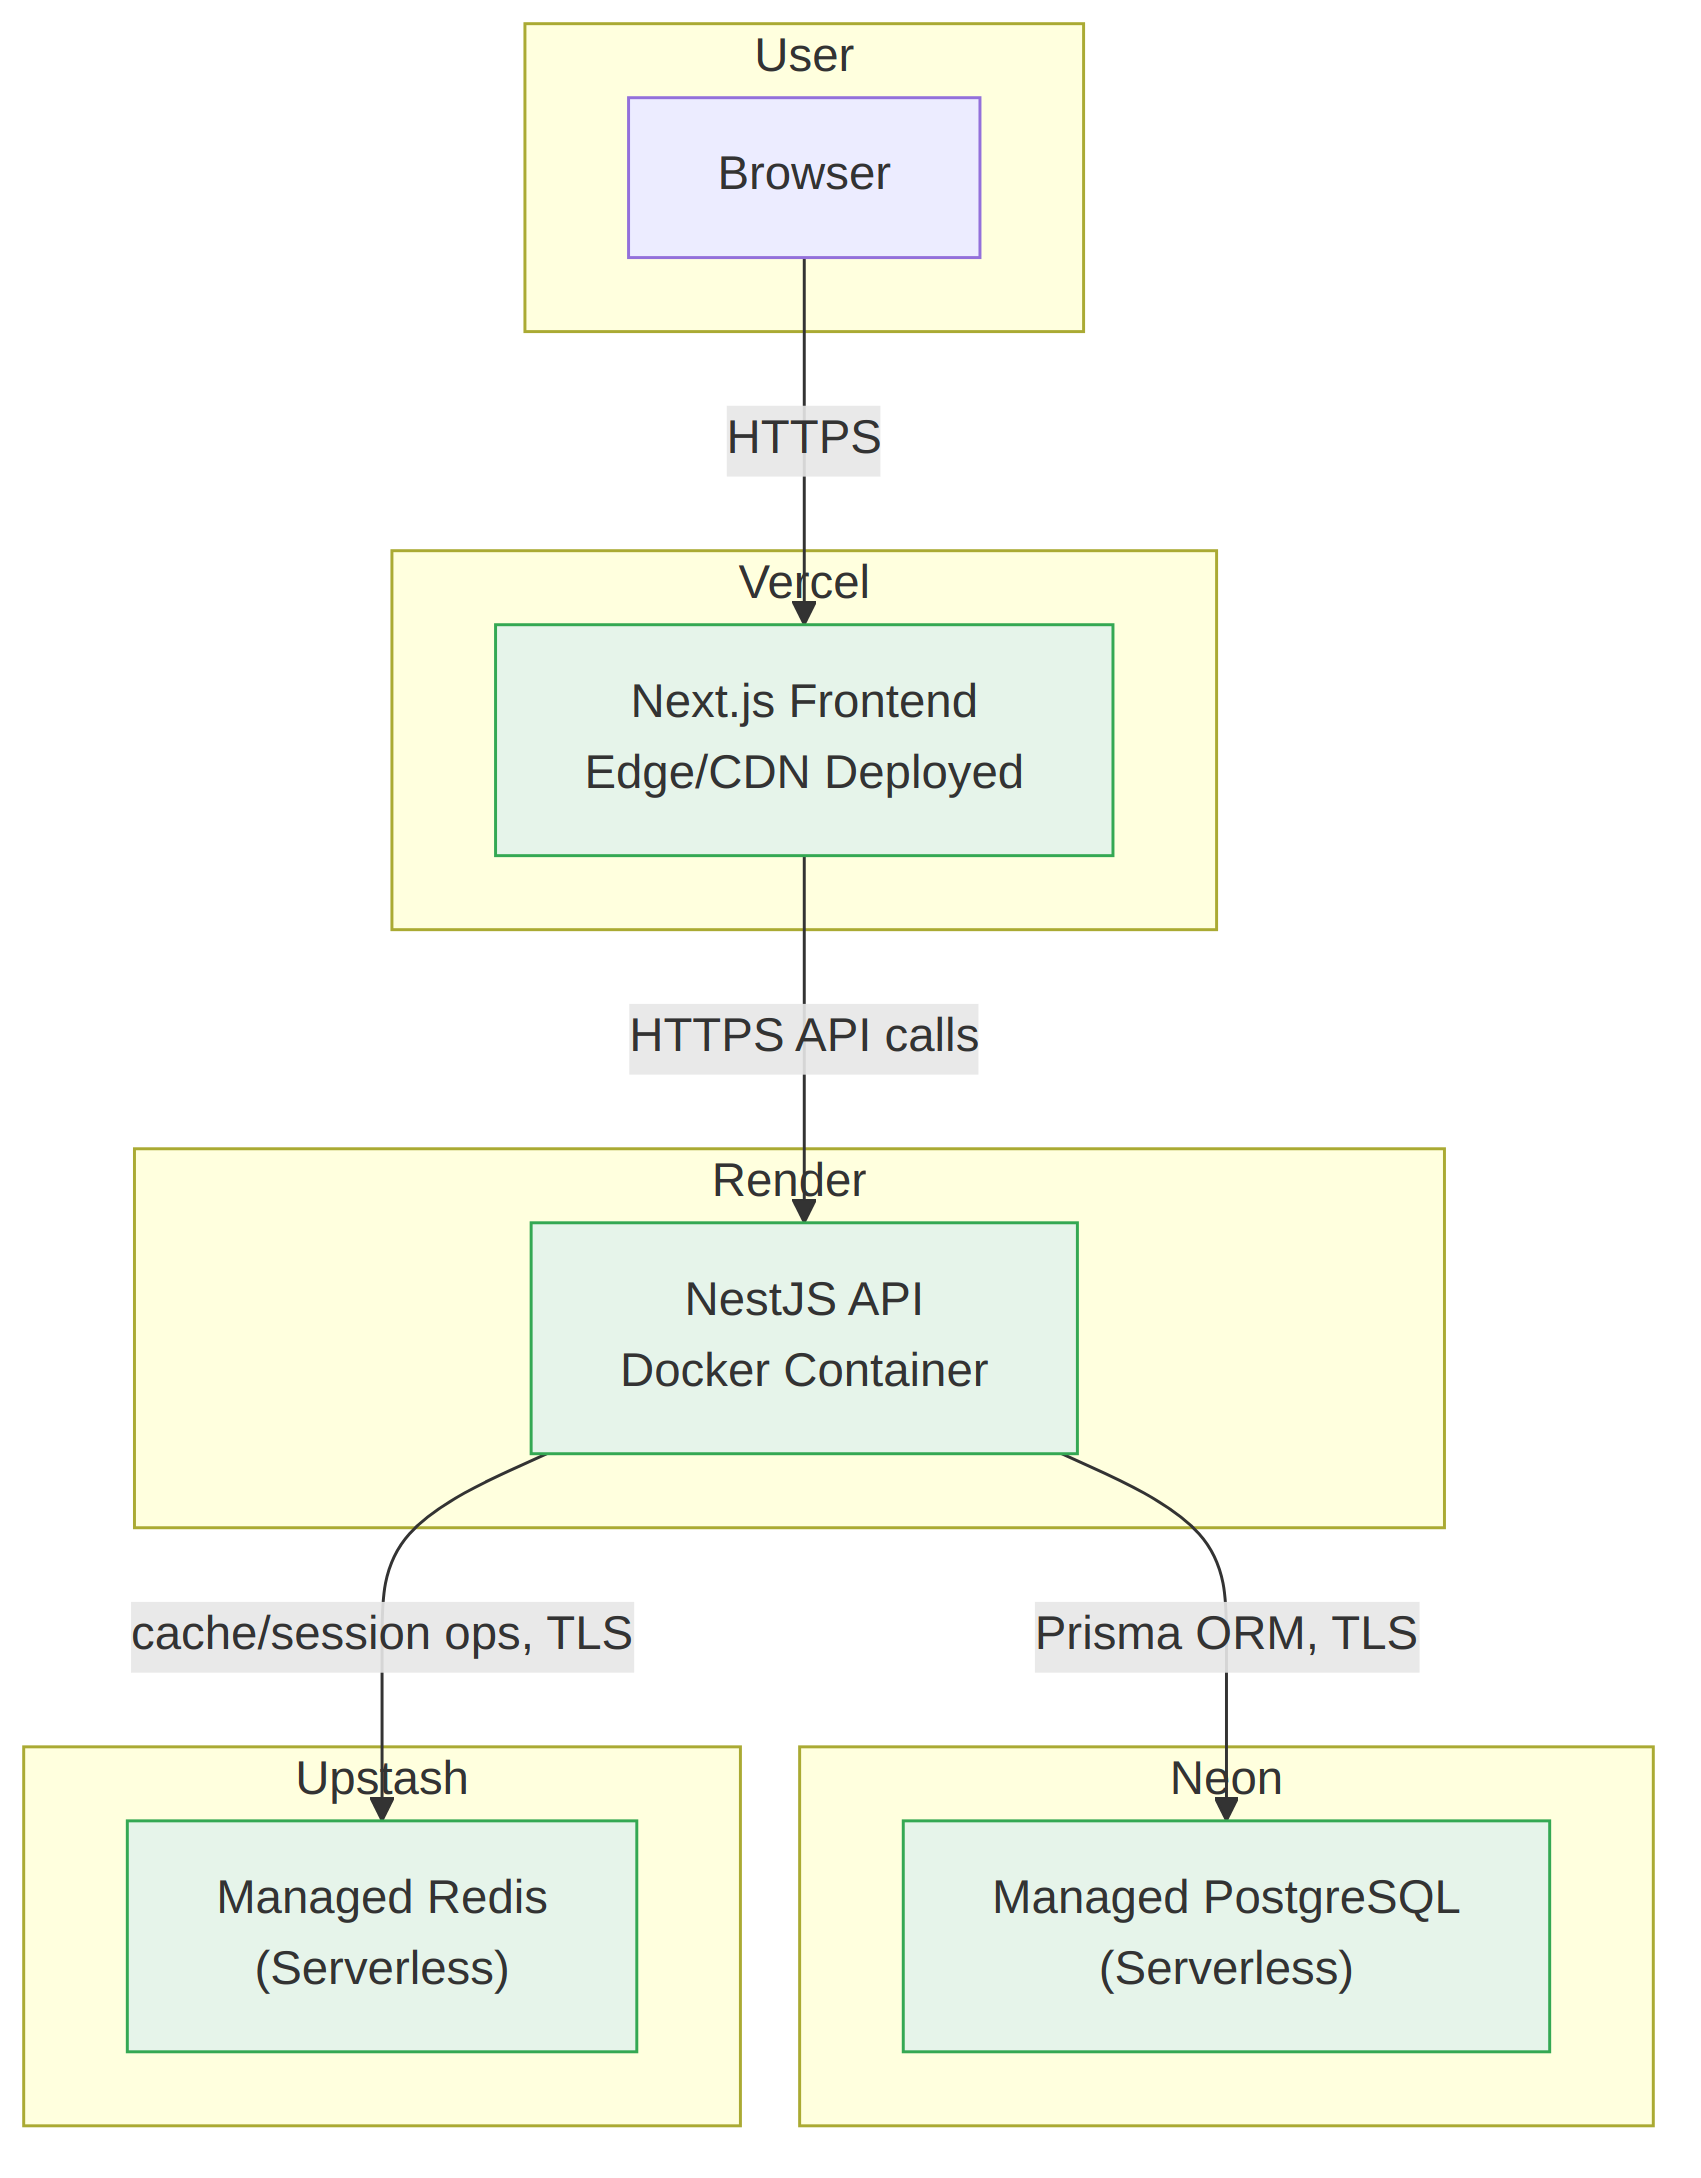 User
Browser
HTTPS
Vercel
Next.js Frontend
Edge/CDN Deployed
HTTPS API calls
Render
NestJS API
Docker Container
cache/session ops, TLS
Prisma ORM, TLS
Upstash
Managed Redis
(Serverless)
Neon
Managed PostgreSQL
(Serverless)